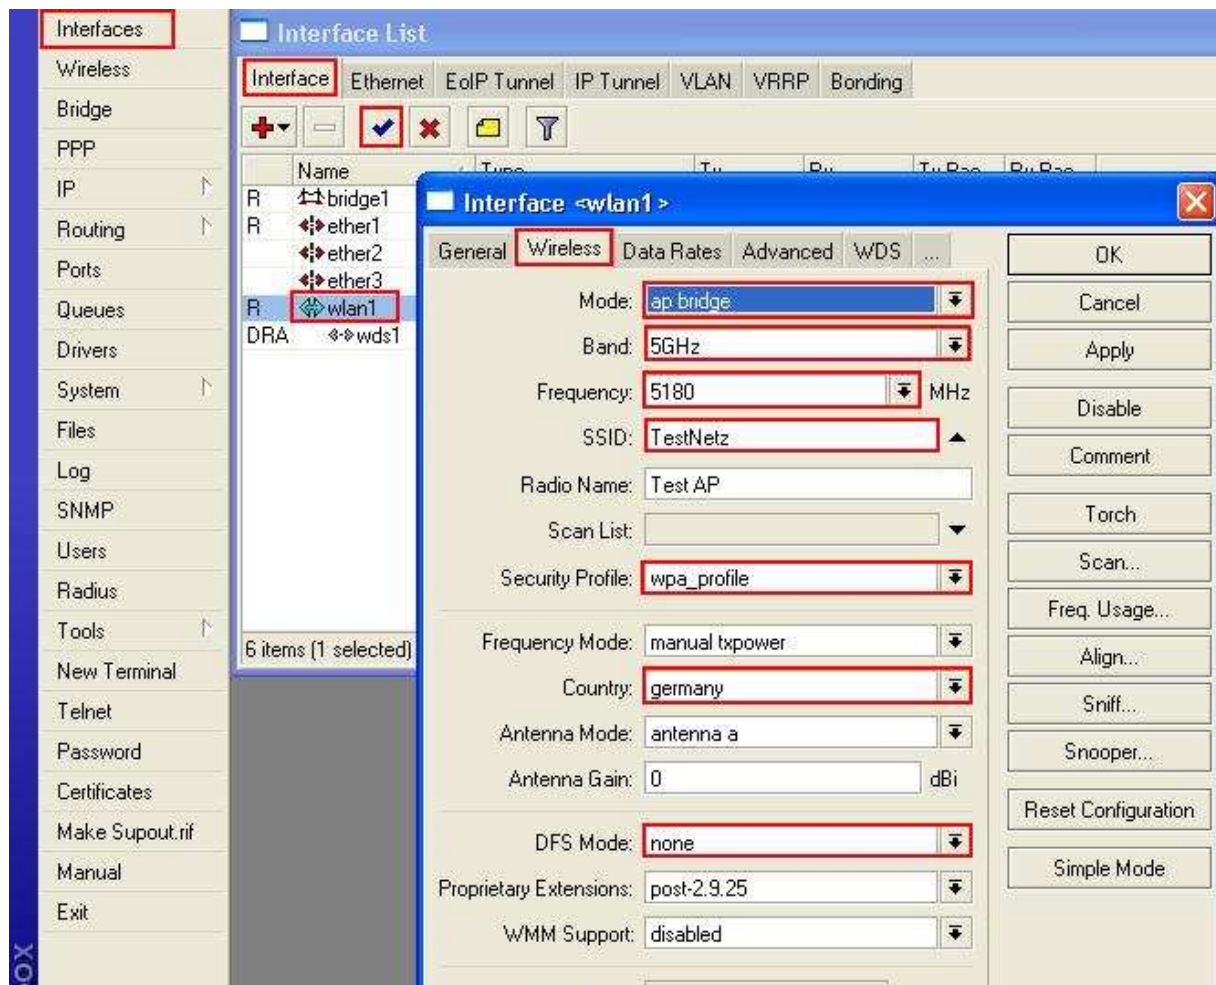 Interfaces
Wireless
Bridge
PPP
IP
Routing
Ports
Queues
Drivers
System
Files
Log
SNMP
Users
Radius
Tools
New Terminal
Telnet
Password
Certificates
Make Supout.rif
Manual
Exit
Interface List
Interface Ethernet EoIP Tunnel IP Tunnel VLAN VRRP Bonding
Name Type
R bridge1
R ether1
ether2
ether3
R wlan1
DRA wds1
6 items (1 selected)
Interface <wlan1>
General Wireless Data Rates Advanced WDS ...
Mode: ap bridge
Band: 5GHz
Frequency: 5180 MHz
SSID: TestNetz
Radio Name: Test AP
Scan List:
Security Profile: wpa_profile
Frequency Mode: manual txpower
Country: germany
Antenna Mode: antenna a
Antenna Gain: 0 dBi
DFS Mode: none
Proprietary Extensions: post-2.9.25
WMM Support: disabled
OK
Cancel
Apply
Disable
Comment
Torch
Scan...
Freq. Usage...
Align...
Sniff...
Snooper...
Reset Configuration
Simple Mode